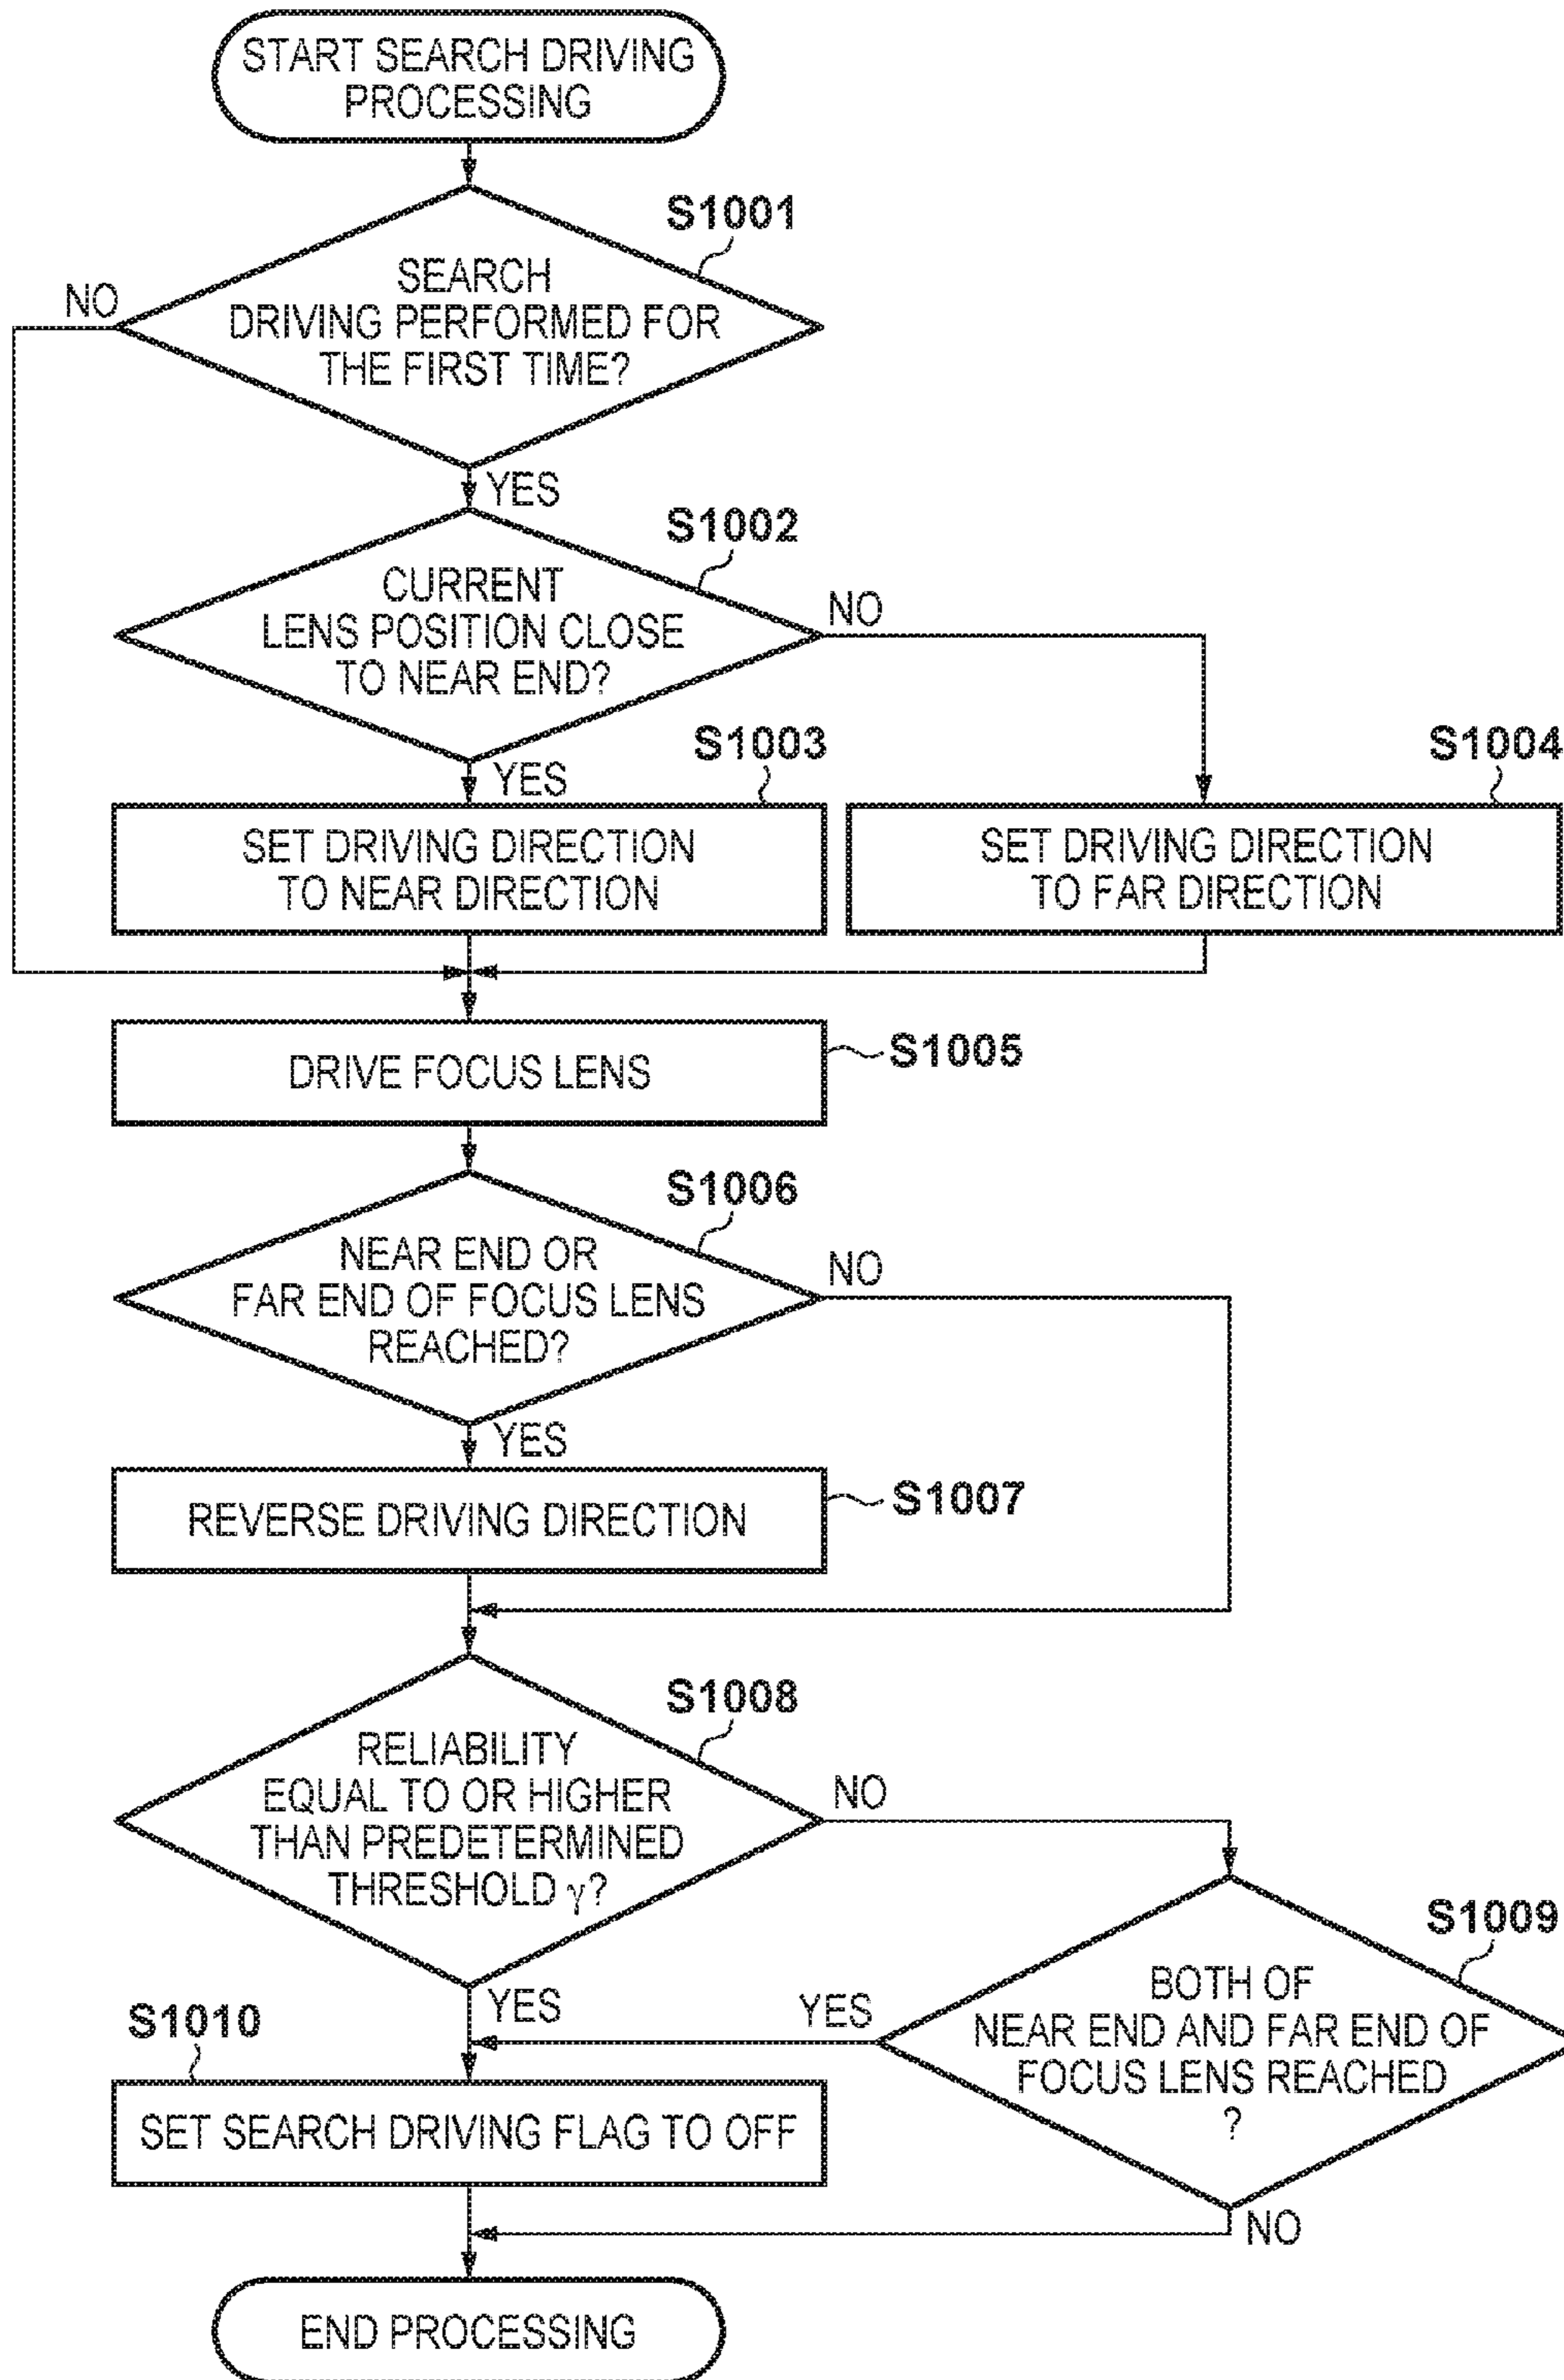 START SEARCH DRIVING
PROCESSING
S1001
SEARCH
DRIVING PERFORMED FOR
THE FIRST TIME?
NO
YES
S1002
CURRENT
LENS POSITION CLOSE
TO NEAR END?
NO
YES
S1003
SET DRIVING DIRECTION
TO NEAR DIRECTION
S1004
SET DRIVING DIRECTION
TO FAR DIRECTION
DRIVE FOCUS LENS
S1005
S1006
NEAR END OR
FAR END OF FOCUS LENS
REACHED?
NO
YES
REVERSE DRIVING DIRECTION
S1007
S1008
RELIABILITY
EQUAL TO OR HIGHER
THAN PREDETERMINED
THRESHOLD γ?
NO
YES
S1009
BOTH OF
NEAR END AND FAR END OF
FOCUS LENS REACHED
?
YES
NO
S1010
SET SEARCH DRIVING FLAG TO OFF
END PROCESSING